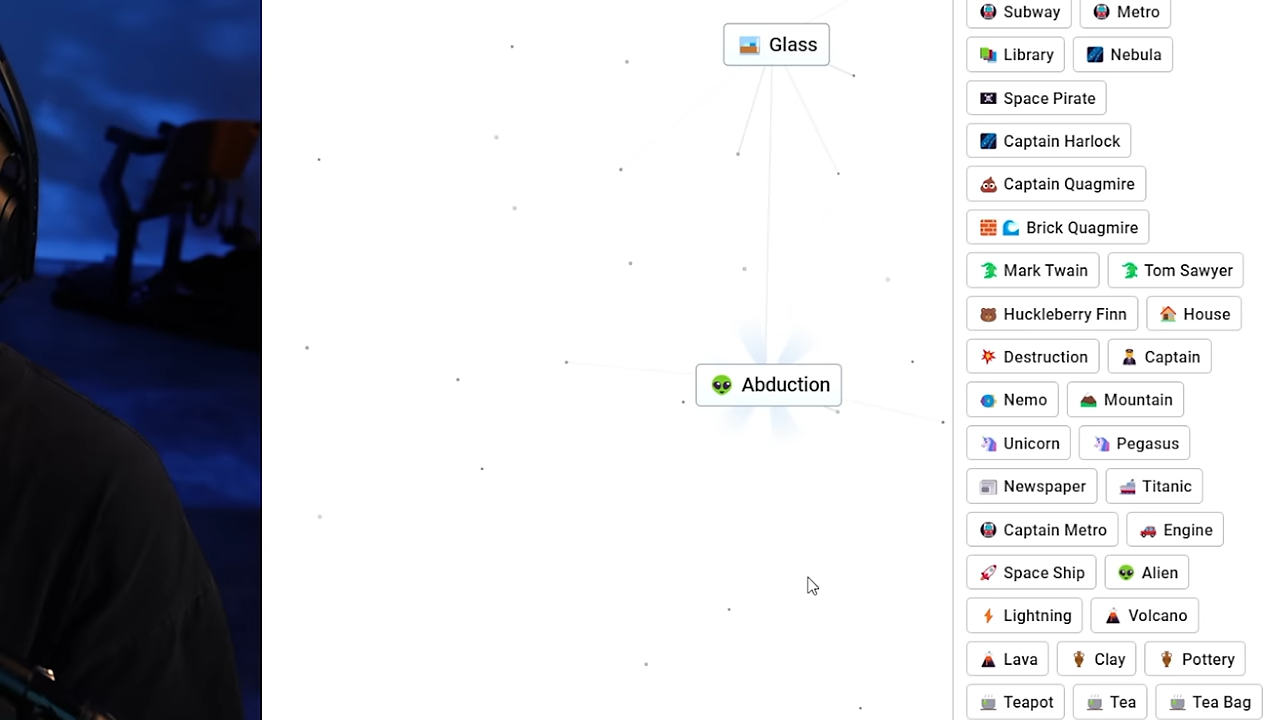 Glass
Abduction
Subway Metro
Library Nebula
Space Pirate
Captain Harlock
Captain Quagmire
Brick Quagmire
Mark Twain Tom Sawyer
Huckleberry Finn House
Destruction Captain
Nemo Mountain
Unicorn Pegasus
Newspaper Titanic
Captain Metro Engine
Space Ship Alien
Lightning Volcano
Lava Clay Pottery
Teapot Tea Tea Bag